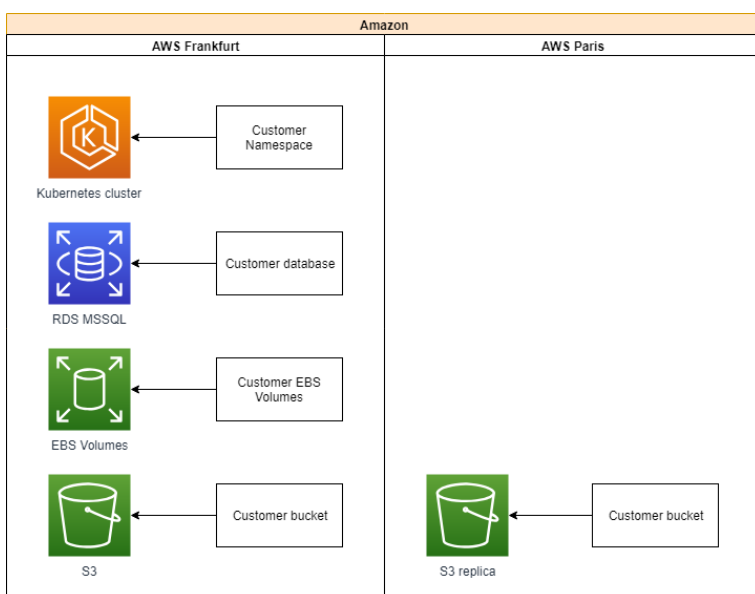 Amazon
AWS Frankfurt
AWS Paris
Customer
Namespace
K
Kubernetes cluster
Customer database
RDS MSSQL
Customer EBS
Volumes
EBS Volumes
Customer bucket
S3
Customer bucket
S3 replica